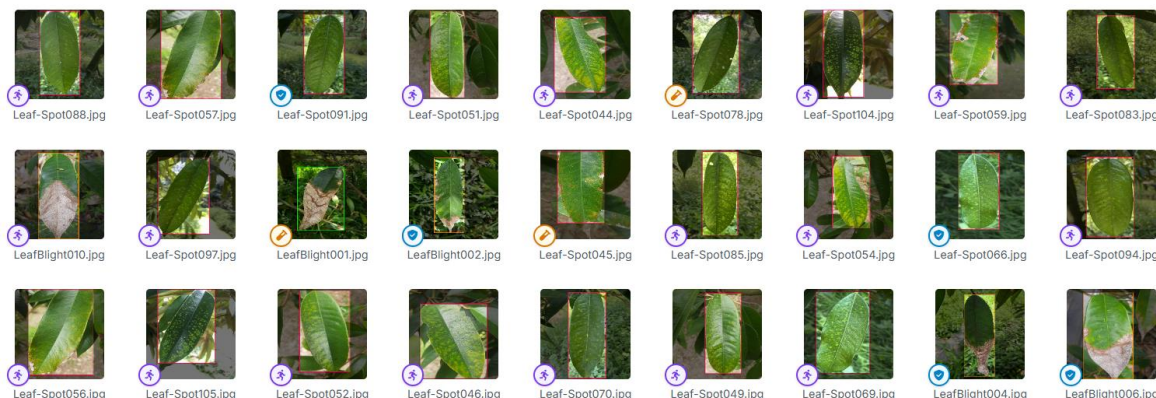 Leaf-Spot088.jpg Leaf-Spot057.jpg Leaf-Spot091.jpg Leaf-Spot051.jpg Leaf-Spot044.jpg Leaf-Spot078.jpg Leaf-Spot104.jpg Leaf-Spot059.jpg Leaf-Spot083.jpg
LeafBlight010.jpg Leaf-Spot097.jpg LeafBlight001.jpg LeafBlight002.jpg Leaf-Spot045.jpg Leaf-Spot085.jpg Leaf-Spot054.jpg Leaf-Spot066.jpg Leaf-Spot094.jpg
Leaf-Spot056.jpg Leaf-Spot105.jpg Leaf-Spot052.jpg Leaf-Spot046.jpg Leaf-Spot070.jpg Leaf-Spot049.jpg Leaf-Spot069.jpg LeafBlight004.jpg LeafBlight006.jpg